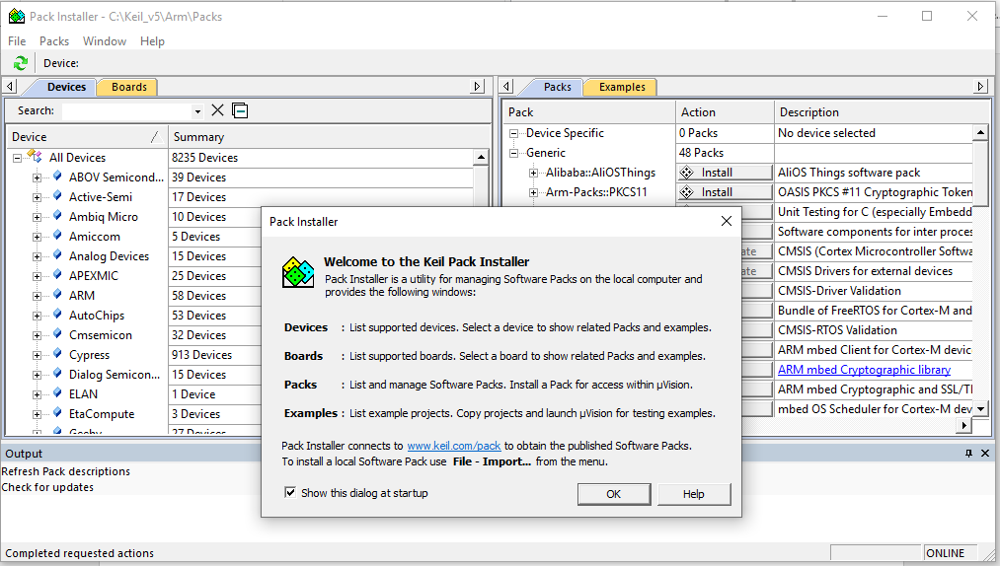 Pack Installer - C:\Keil_v5\Arm\Packs
File Packs Window Help
Device:
Devices Boards
Search:
Device Summary
All Devices 8235 Devices
ABOV Semicond... 39 Devices
Active-Semi 17 Devices
Ambiq Micro 10 Devices
Amiccom 5 Devices
Analog Devices 15 Devices
APEXMIC 25 Devices
ARM 58 Devices
AutoChips 53 Devices
Cmsemicon 32 Devices
Cypress 913 Devices
Dialog Semicon... 15 Devices
ELAN 1 Device
EtaCompute 3 Devices
27 Devices
Packs Examples
Pack Action Description
Device Specific 0 Packs No device selected
Generic 48 Packs
Alibaba::AliOSThings Install AliOS Things software pack
Arm-Packs::PKCS11 Install OASIS PKCS #11 Cryptographic Token
Unit Testing for C (especially Embedd
Software components for inter proces
ate CMSIS (Cortex Microcontroller Softwa
ate CMSIS Drivers for external devices
CMSIS-Driver Validation
Bundle of FreeRTOS for Cortex-M and
CMSIS-RTOS Validation
ARM mbed Client for Cortex-M devic
ARM mbed Cryptographic library
ARM mbed Cryptographic and SSL/Tl
mbed OS Scheduler for Cortex-M dev
Pack Installer
Welcome to the Keil Pack Installer
Pack Installer is a utility for managing Software Packs on the local computer and
provides the following windows:
Devices : List supported devices. Select a device to show related Packs and examples.
Boards : List supported boards. Select a board to show related Packs and examples.
Packs : List and manage Software Packs. Install a Pack for access within µVision.
Examples : List example projects. Copy projects and launch µVision for testing examples.
Pack Installer connects to www.keil.com/pack to obtain the published Software Packs.
To install a local Software Pack use File - Import... from the menu.
Show this dialog at startup
OK Help
Output
Refresh Pack descriptions
Check for updates
Completed requested actions ONLINE